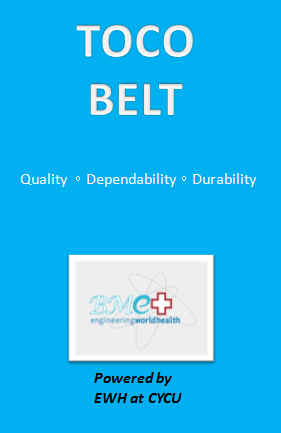 TOCO
BELT
Quality ◦ Dependability ◦ Durability
BMe
engineeringworldhealth
Powered by
EWH at CYCU